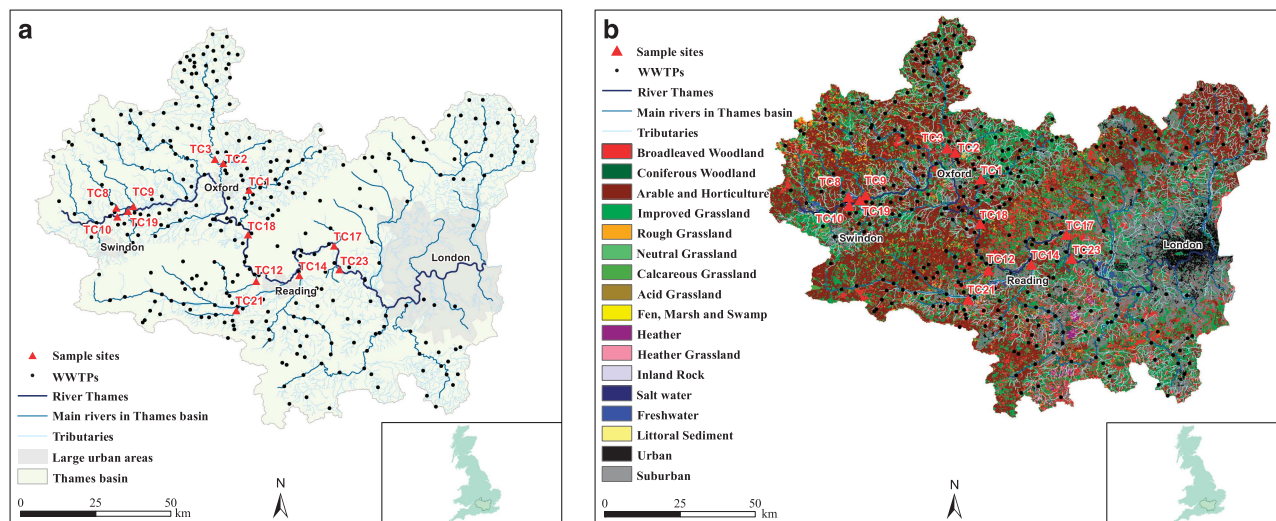 a
TC3
TC2
Oxford
TC1
TC8
TC9
TC10
TC19
Swindon
TC18
TC17
TC12
TC14
TC23
Reading
TC21
London
Sample sites
WWTPs
River Thames
Main rivers in Thames basin
Tributaries
Large urban areas
Thames basin
0 25 50
km
N
b
Sample sites
WWTPs
River Thames
Main rivers in Thames basin
Tributaries
Broadleaved Woodland
Coniferous Woodland
Arable and Horticulture
Improved Grassland
Rough Grassland
Neutral Grassland
Calcareous Grassland
Acid Grassland
Fen, Marsh and Swamp
Heather
Heather Grassland
Inland Rock
Salt water
Freshwater
Littoral Sediment
Urban
Suburban
TC3
TC2
Oxford
TC1
TC8
TC9
TC10
TC19
Swindon
TC18
TC17
TC12
TC14
TC23
Reading
TC21
London
0 25 50
km
N